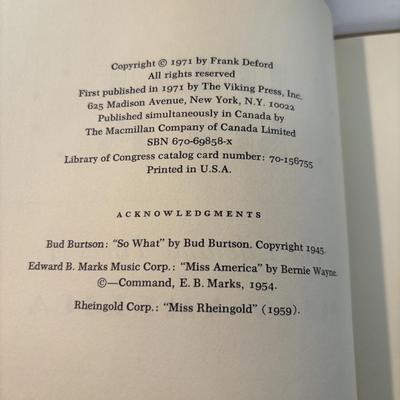 Copyright © 1971 by Frank Deford
All rights reserved
First published in 1971 by The Viking Press, Inc.
625 Madison Avenue, New York, N.Y. 10022
Published simultaneously in Canada by
The Macmillan Company of Canada Limited
SBN 670-69858-x
Library of Congress catalog card number: 70-156755
Printed in U.S.A.
ACKNOWLEDGMENTS
Bud Burtson: “So What” by Bud Burtson. Copyright 1945.
Edward B. Marks Music Corp.: “Miss America” by Bernie Wayne.
©—Command, E. B. Marks, 1954.
Rheingold Corp.: “Miss Rheingold” (1959).